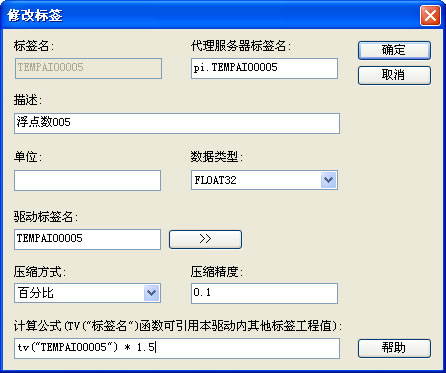 修改标签
标签名:
代理服务器标签名:
确定
TEMPAI00005
pi.TEMPAI00005
取消
描述:
浮点数005
单位:
数据类型:
FLOAT32
驱动标签名:
TEMPAI00005
>>
压缩方式:
压缩精度:
百分比
0.1
计算公式(TV("标签名")函数可引用本驱动内其他标签工程值):
tv("TEMPAI00005") * 1.5
帮助